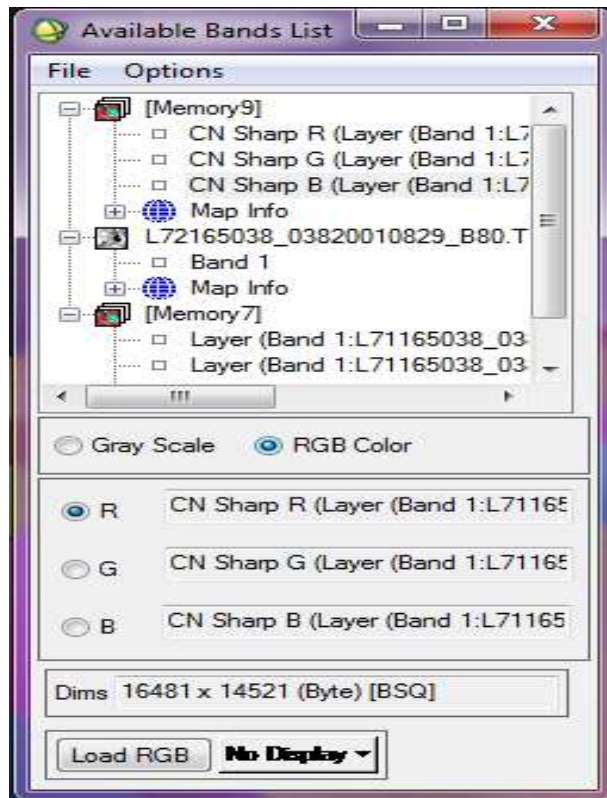 Available Bands List
File Options
[Memory9]
CN Sharp R (Layer (Band 1:L7
CN Sharp G (Layer (Band 1:L7
CN Sharp B (Layer (Band 1:L7
Map Info
L72165038_03820010829_B80.T
Band 1
Map Info
[Memory7]
Layer (Band 1:L71165038_03
Layer (Band 1:L71165038_03
Gray Scale RGB Color
R CN Sharp R (Layer (Band 1:L71165
G CN Sharp G (Layer (Band 1:L71165
B CN Sharp B (Layer (Band 1:L71165
Dims 16481 x 14521 (Byte) [BSQ]
Load RGB No Display